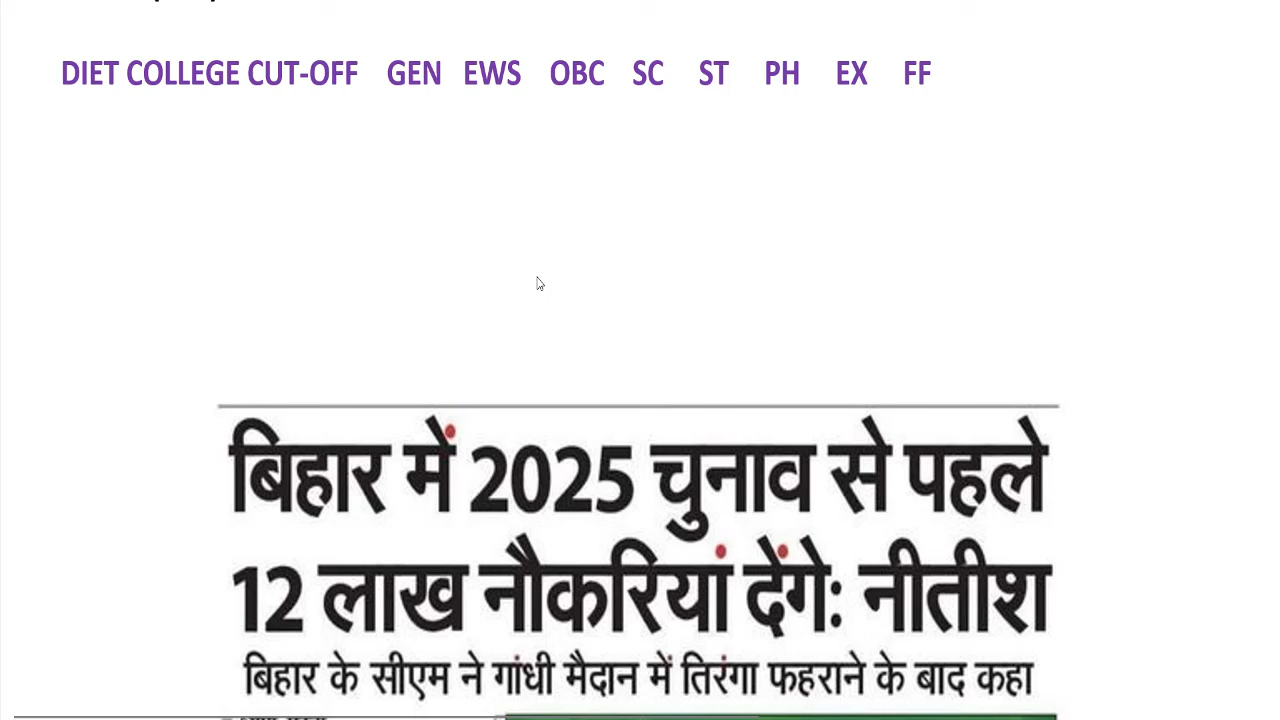 DIET COLLEGE CUT-OFF GEN EWS OBC SC ST PH EX FF
बिहार में 2025 चुनाव से पहले
12 लाख नौकरियां देंगे: नीतीश
बिहार के सीएम ने गांधी मैदान में तिरंगा फहराने के बाद कहा